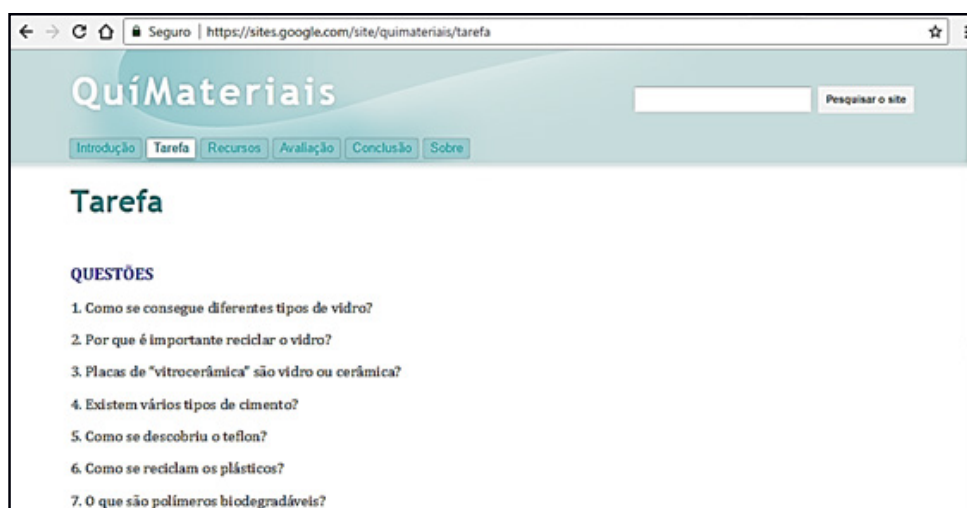 Seguro | https://sites.google.com/site/quimateriais/tarefa
QuíMateriais
Pesquisar o site
Introdução Tarefa Recursos Avaliação Conclusão Sobre
Tarefa
QUESTÕES
1. Como se consegue diferentes tipos de vidro?
2. Por que é importante reciclar o vidro?
3. Placas de "vitrocerâmica" são vidro ou cerâmica?
4. Existem vários tipos de cimento?
5. Como se descobriu o teflon?
6. Como se reciclam os plásticos?
7. O que são polímeros biodegradáveis?